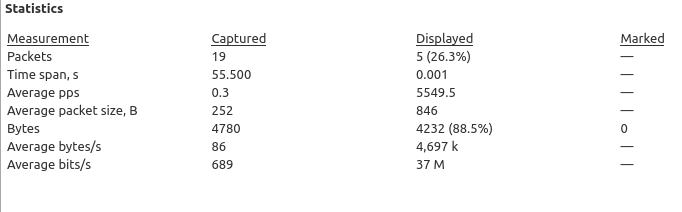 Statistics
Measurement Captured Displayed Marked
Packets 19 5 (26.3%) —
Time span, s 55.500 0.001 —
Average pps 0.3 5549.5 —
Average packet size, B 252 846 —
Bytes 4780 4232 (88.5%) 0
Average bytes/s 86 4,697 k —
Average bits/s 689 37 M —